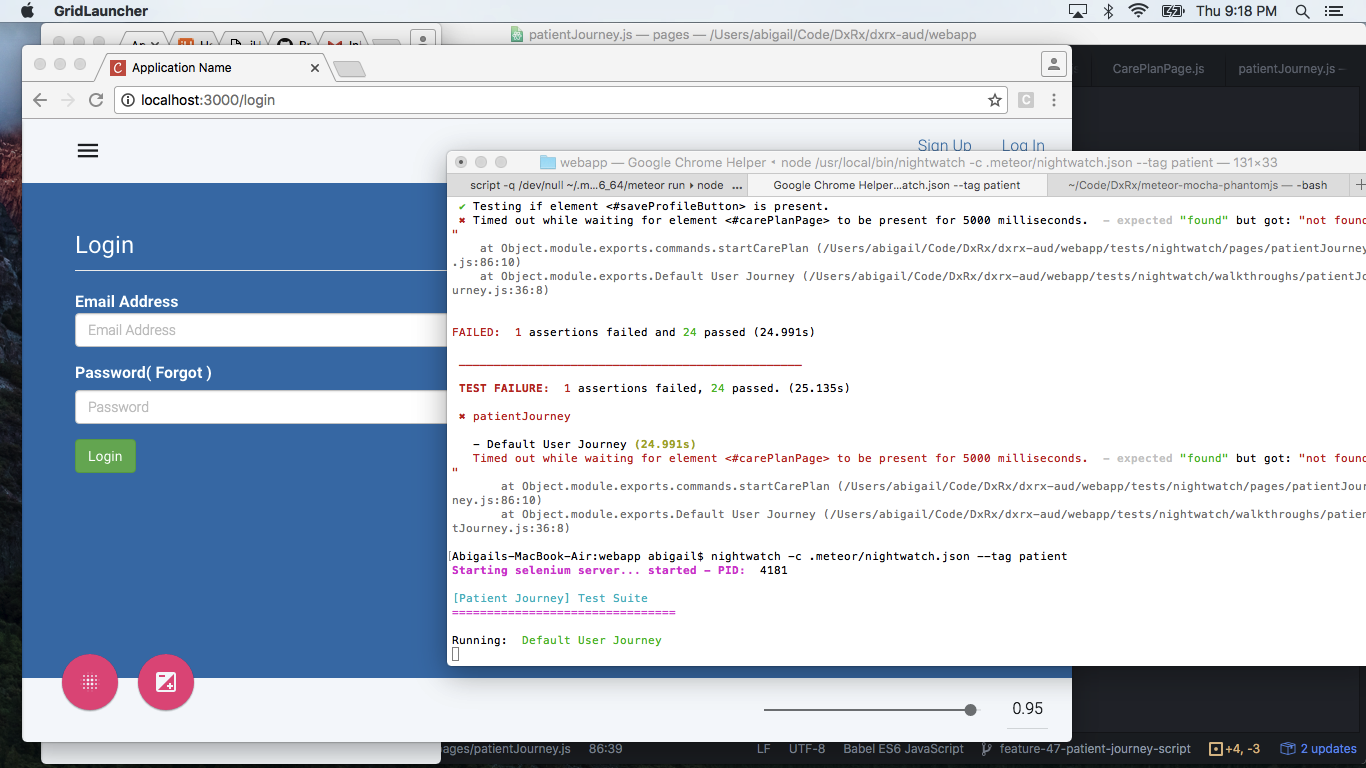 GridLauncher
Thu 9:18 PM
patientJourney.js — pages — /Users/abigail/Code/DxRx/dxrx-aud/webapp
Application Name
CarePlanPage.js
patientJourney.js —
localhost:3000/login
Sign Up
Log In
webapp — Google Chrome Helper • node /usr/local/bin/nightwatch -c .meteor/nightwatch.json --tag patient — 131×33
script -q /dev/null ~/.m...6_64/meteor run ▸ node ...
Google Chrome Helper...atch.json --tag patient
~/Code/DxRx/meteor-mocha-phantomjs — -bash
Login
Email Address
Email Address
Password( Forgot )
Password
Login
✔ Testing if element <#saveProfileButton> is present.
✖ Timed out while waiting for element <#carePlanPage> to be present for 5000 milliseconds.  – expected "found" but got: "not found
"
at Object.module.exports.commands.startCarePlan (/Users/abigail/Code/DxRx/dxrx-aud/webapp/tests/nightwatch/pages/patientJourney
.js:86:10)
at Object.module.exports.Default User Journey (/Users/abigail/Code/DxRx/dxrx-aud/webapp/tests/nightwatch/walkthroughs/patientJo
urney.js:36:8)
FAILED:  1 assertions failed and 24 passed (24.991s)
TEST FAILURE:  1 assertions failed, 24 passed. (25.135s)
✖ patientJourney
– Default User Journey (24.991s)
Timed out while waiting for element <#carePlanPage> to be present for 5000 milliseconds.  – expected "found" but got: "not found
"
at Object.module.exports.commands.startCarePlan (/Users/abigail/Code/DxRx/dxrx-aud/webapp/tests/nightwatch/pages/patientJour
ney.js:86:10)
at Object.module.exports.Default User Journey (/Users/abigail/Code/DxRx/dxrx-aud/webapp/tests/nightwatch/walkthroughs/patien
tJourney.js:36:8)
[Abigails-MacBook-Air:webapp abigail$ nightwatch -c .meteor/nightwatch.json --tag patient
Starting selenium server... started – PID:  4181
[Patient Journey] Test Suite
================================
Running:  Default User Journey
0.95
ages/patientJourney.js
86:39
LF
UTF-8
Babel ES6 JavaScript
feature-47-patient-journey-script
+4, -3
2 updates